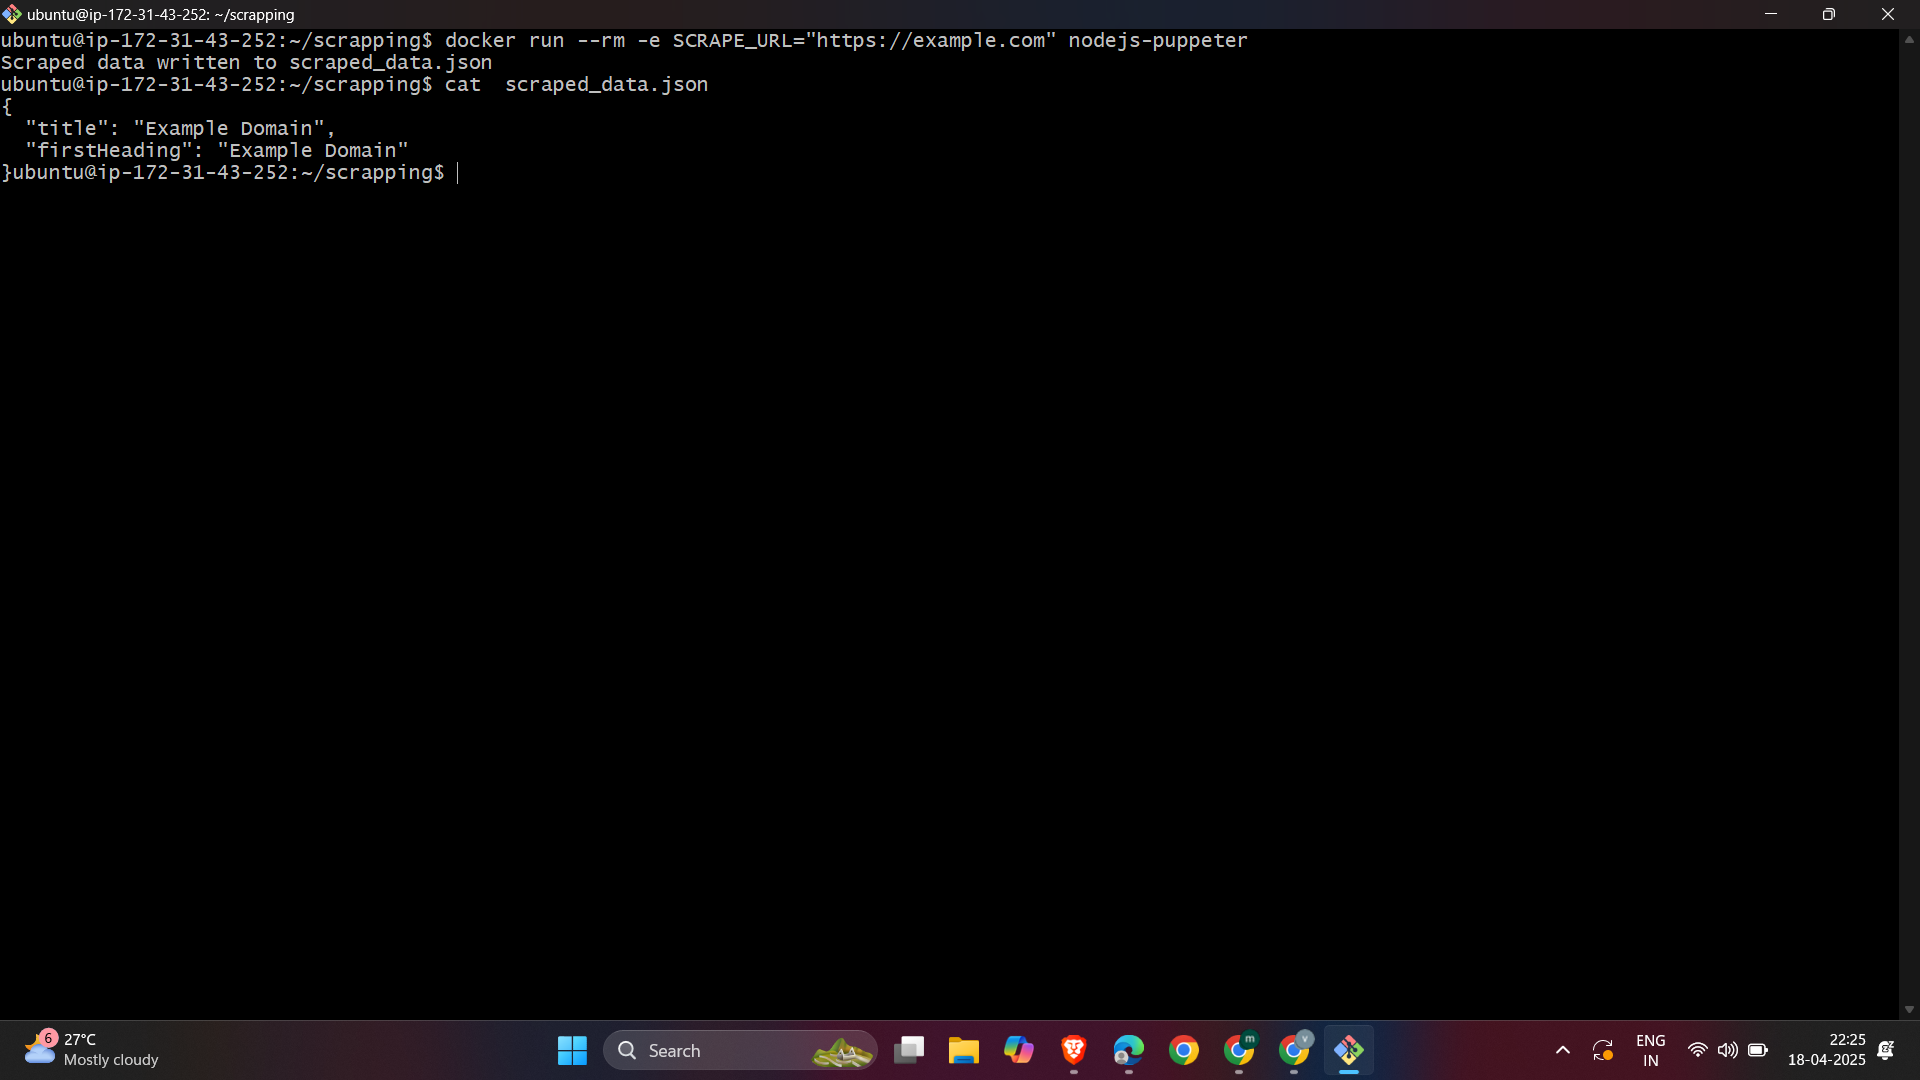 ubuntu@ip-172-31-43-252: ~/scrapping
ubuntu@ip-172-31-43-252:~/scrapping$ docker run --rm -e SCRAPE_URL="https://example.com" nodejs-puppeter
Scraped data written to scraped_data.json
ubuntu@ip-172-31-43-252:~/scrapping$ cat  scraped_data.json
{
  "title": "Example Domain",
  "firstHeading": "Example Domain"
}ubuntu@ip-172-31-43-252:~/scrapping$
6
27°C
Mostly cloudy
Search
m
v
ENG
IN
22:25
18-04-2025